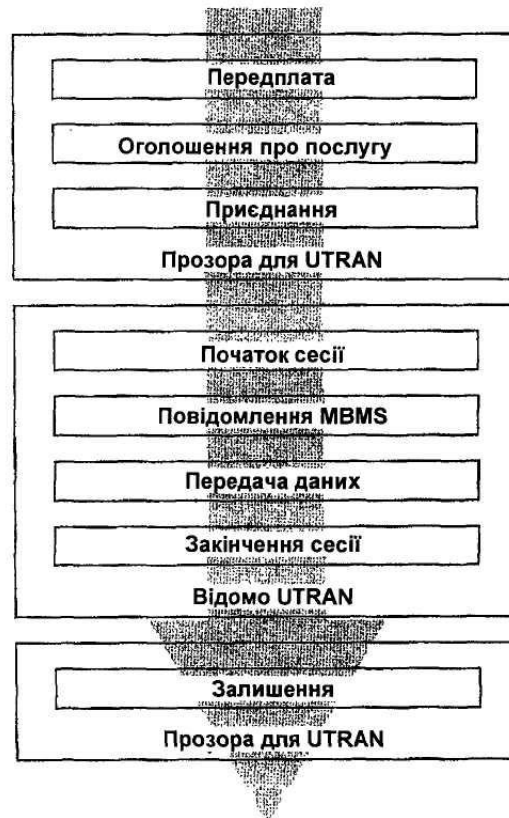 Передплата
Оголошення про послугу
Приєднання
Прозора для UTRAN
Початок сесії
Повідомлення MBMS
Передача даних
Закінчення сесії
Відомо UTRAN
Залишення
Прозора для UTRAN